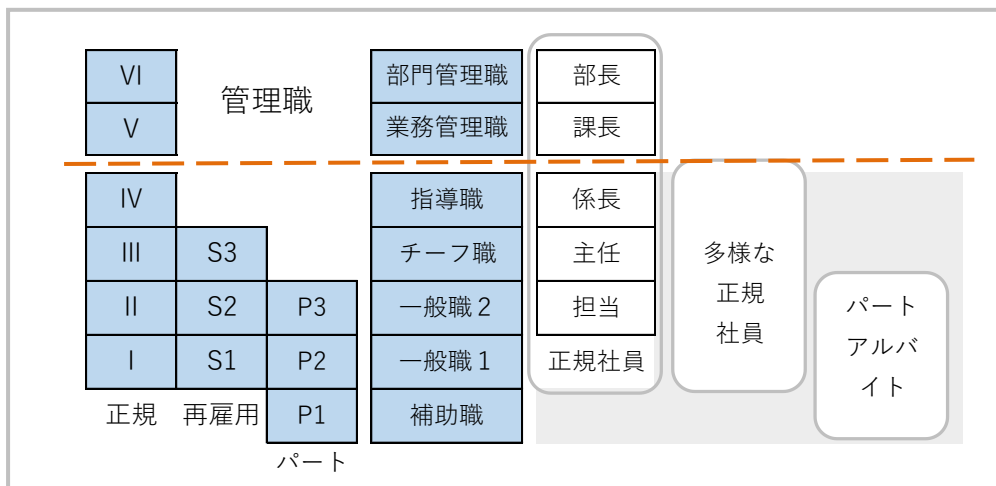 VI
部門管理職
部長
管理職
V
業務管理職
課長
IV
指導職
係長
III
S3
チーフ職
主任
多様な
正規
社員
II
S2
P3
一般職２
担当
パート
アルバ
イト
I
S1
P2
一般職１
正規社員
正規
再雇用
P1
補助職
パート